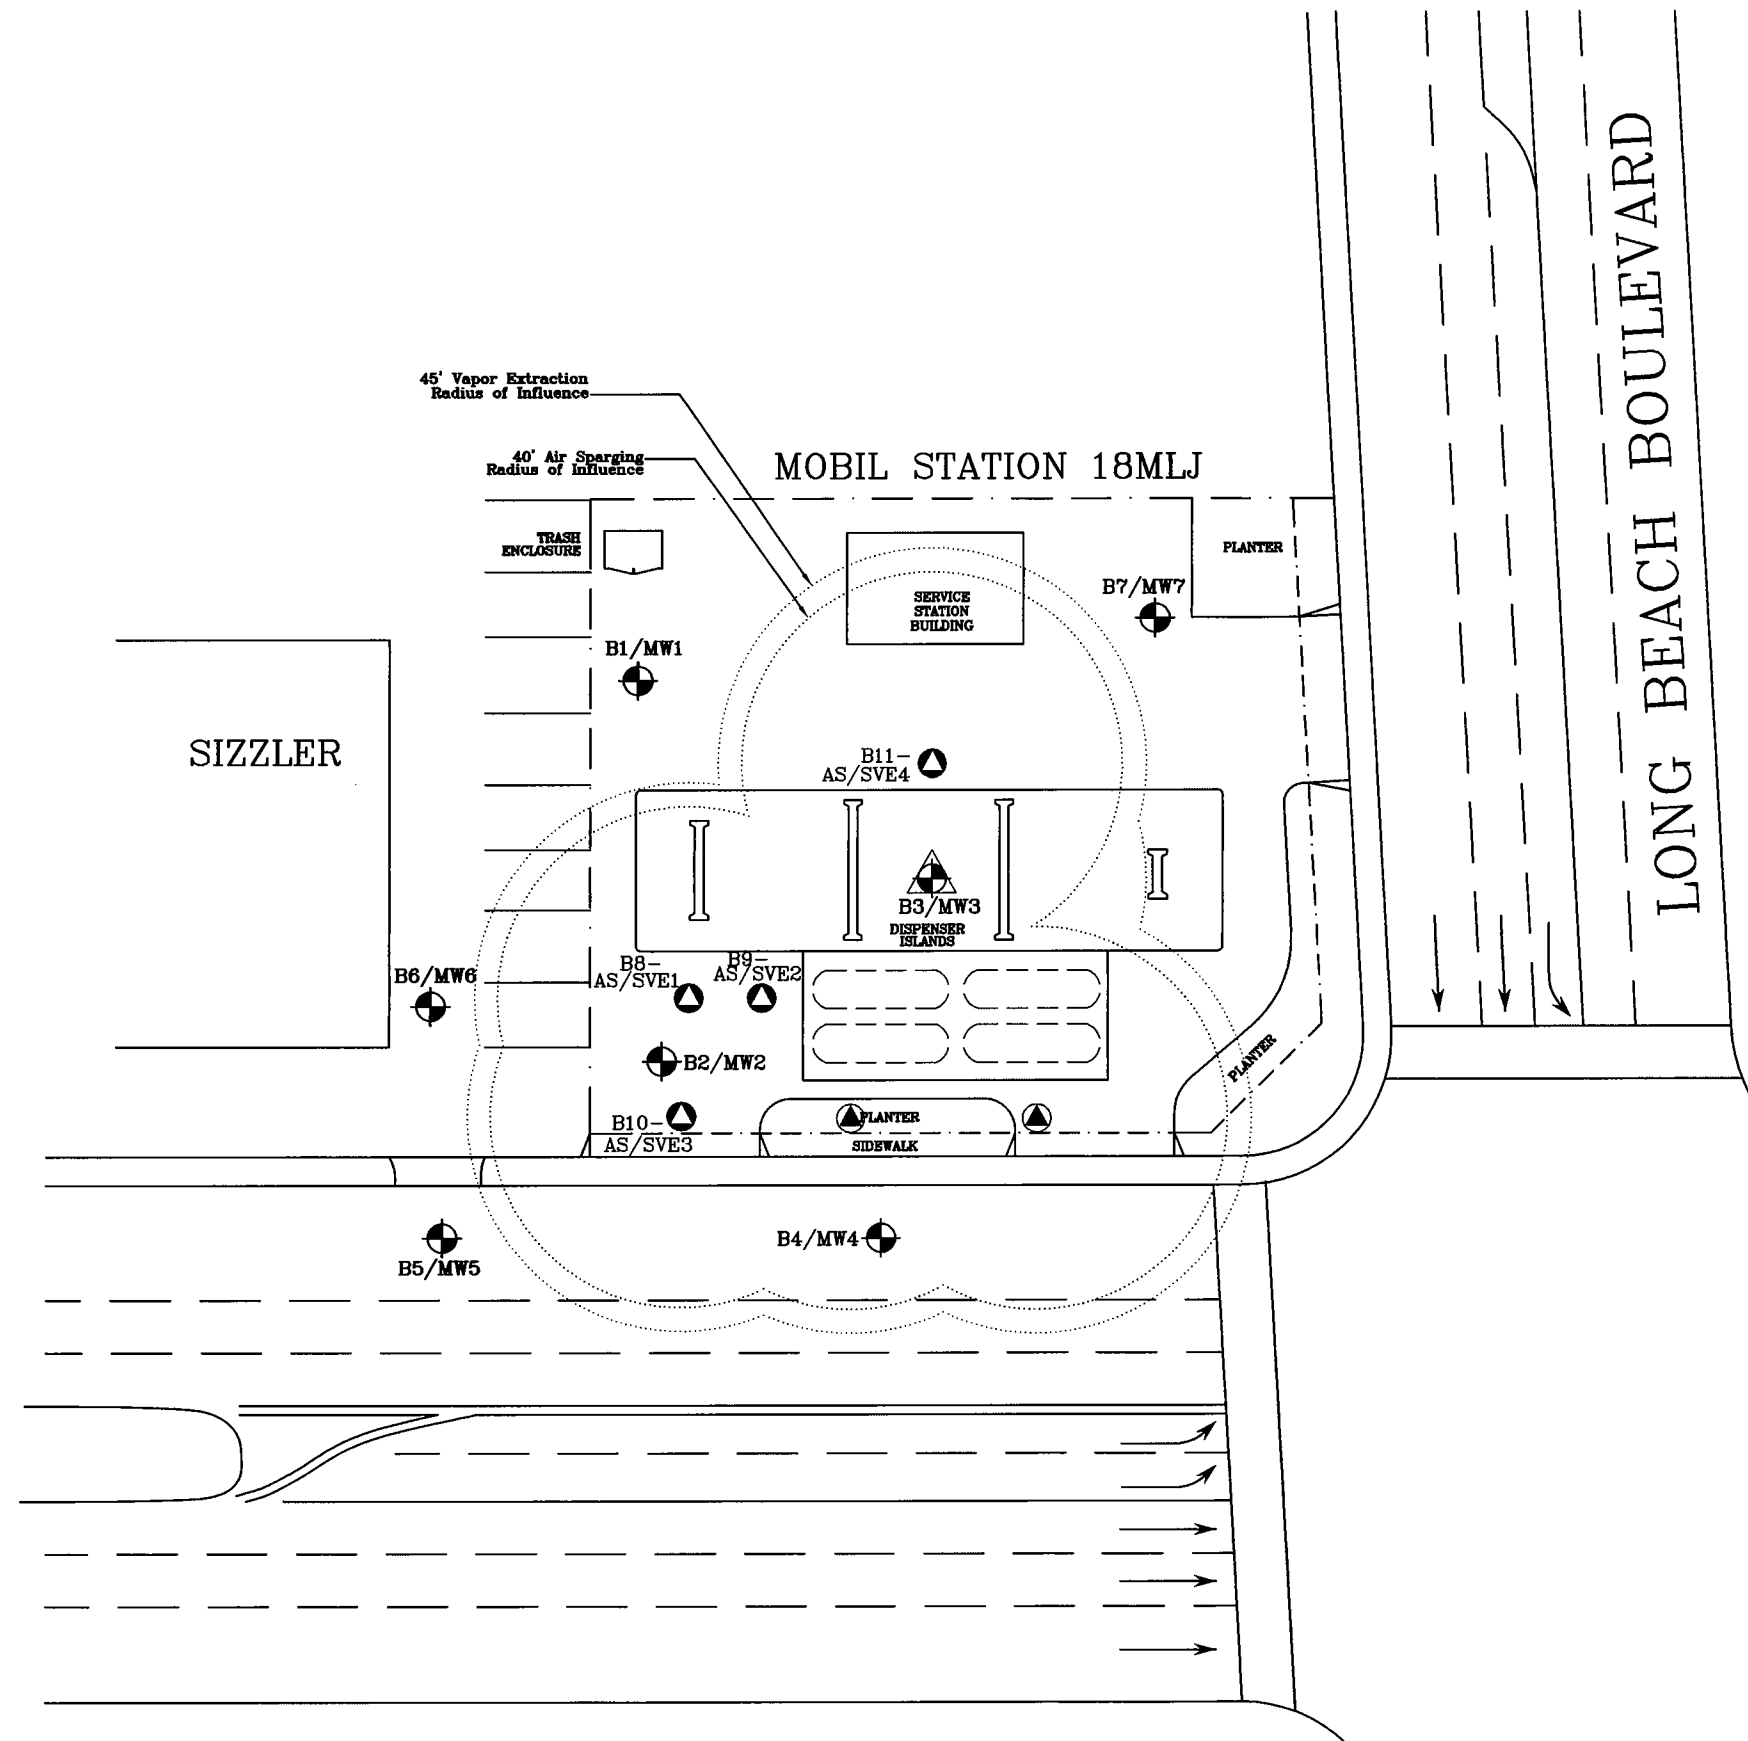 LONG BEACH BOULEVARD
45' Vapor Extraction
Radius of Influence
40' Air Sparging
Radius of Influence
MOBIL STATION 18MLJ
TRASH
ENCLOSURE
PLANTER
SERVICE
STATION
BUILDING
B7/MW7
B1/MW1
SIZZLER
B11-
AS/SVE4
B3/MW3
DISPENSER
ISLANDS
B6/MW6
B8-
AS/SVE1
B9-
AS/SVE2
B2/MW2
PLANTER
B10-
AS/SVE3
PLANTER
SIDEWALK
B5/MW5
B4/MW4